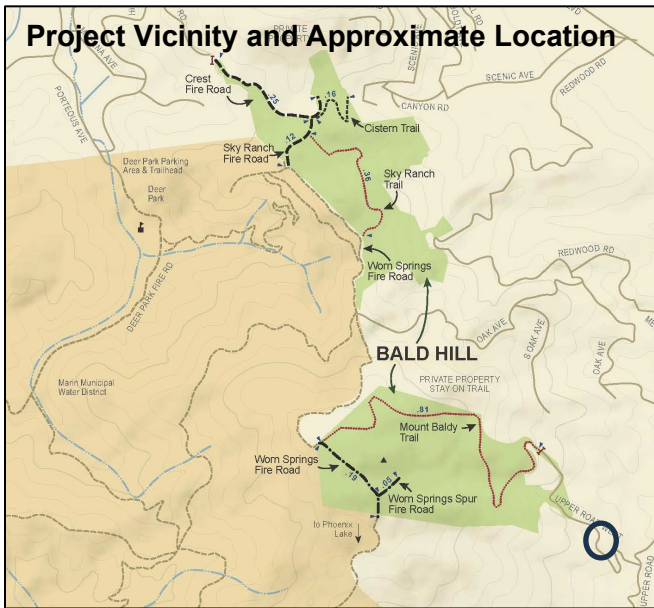 Project Vicinity and Approximate Location
PRIVATE
Crest
Fire Road
.25
.16
SCENIC AVE
REDWOOD RD
CANYON RD
Cistern Trail
PORTEOUS AVE
.12
Sky Ranch
Fire Road
Deer Park Parking
Area & Trailhead
Deer
Park
.36
Sky Ranch
Trail
DEER PARK FIRE RD
Worn Springs
Fire Road
REDWOOD RD
OAK AVE
S OAK AVE
OAK AVE
BALD HILL
PRIVATE PROPERTY
STAY ON TRAIL
Marin Municipal
Water District
.81
Mount Baldy
Trail
Worn Springs
Fire Road
.19
.05
Worn Springs Spur
Fire Road
to Phoenix
Lake
UPPER ROAD